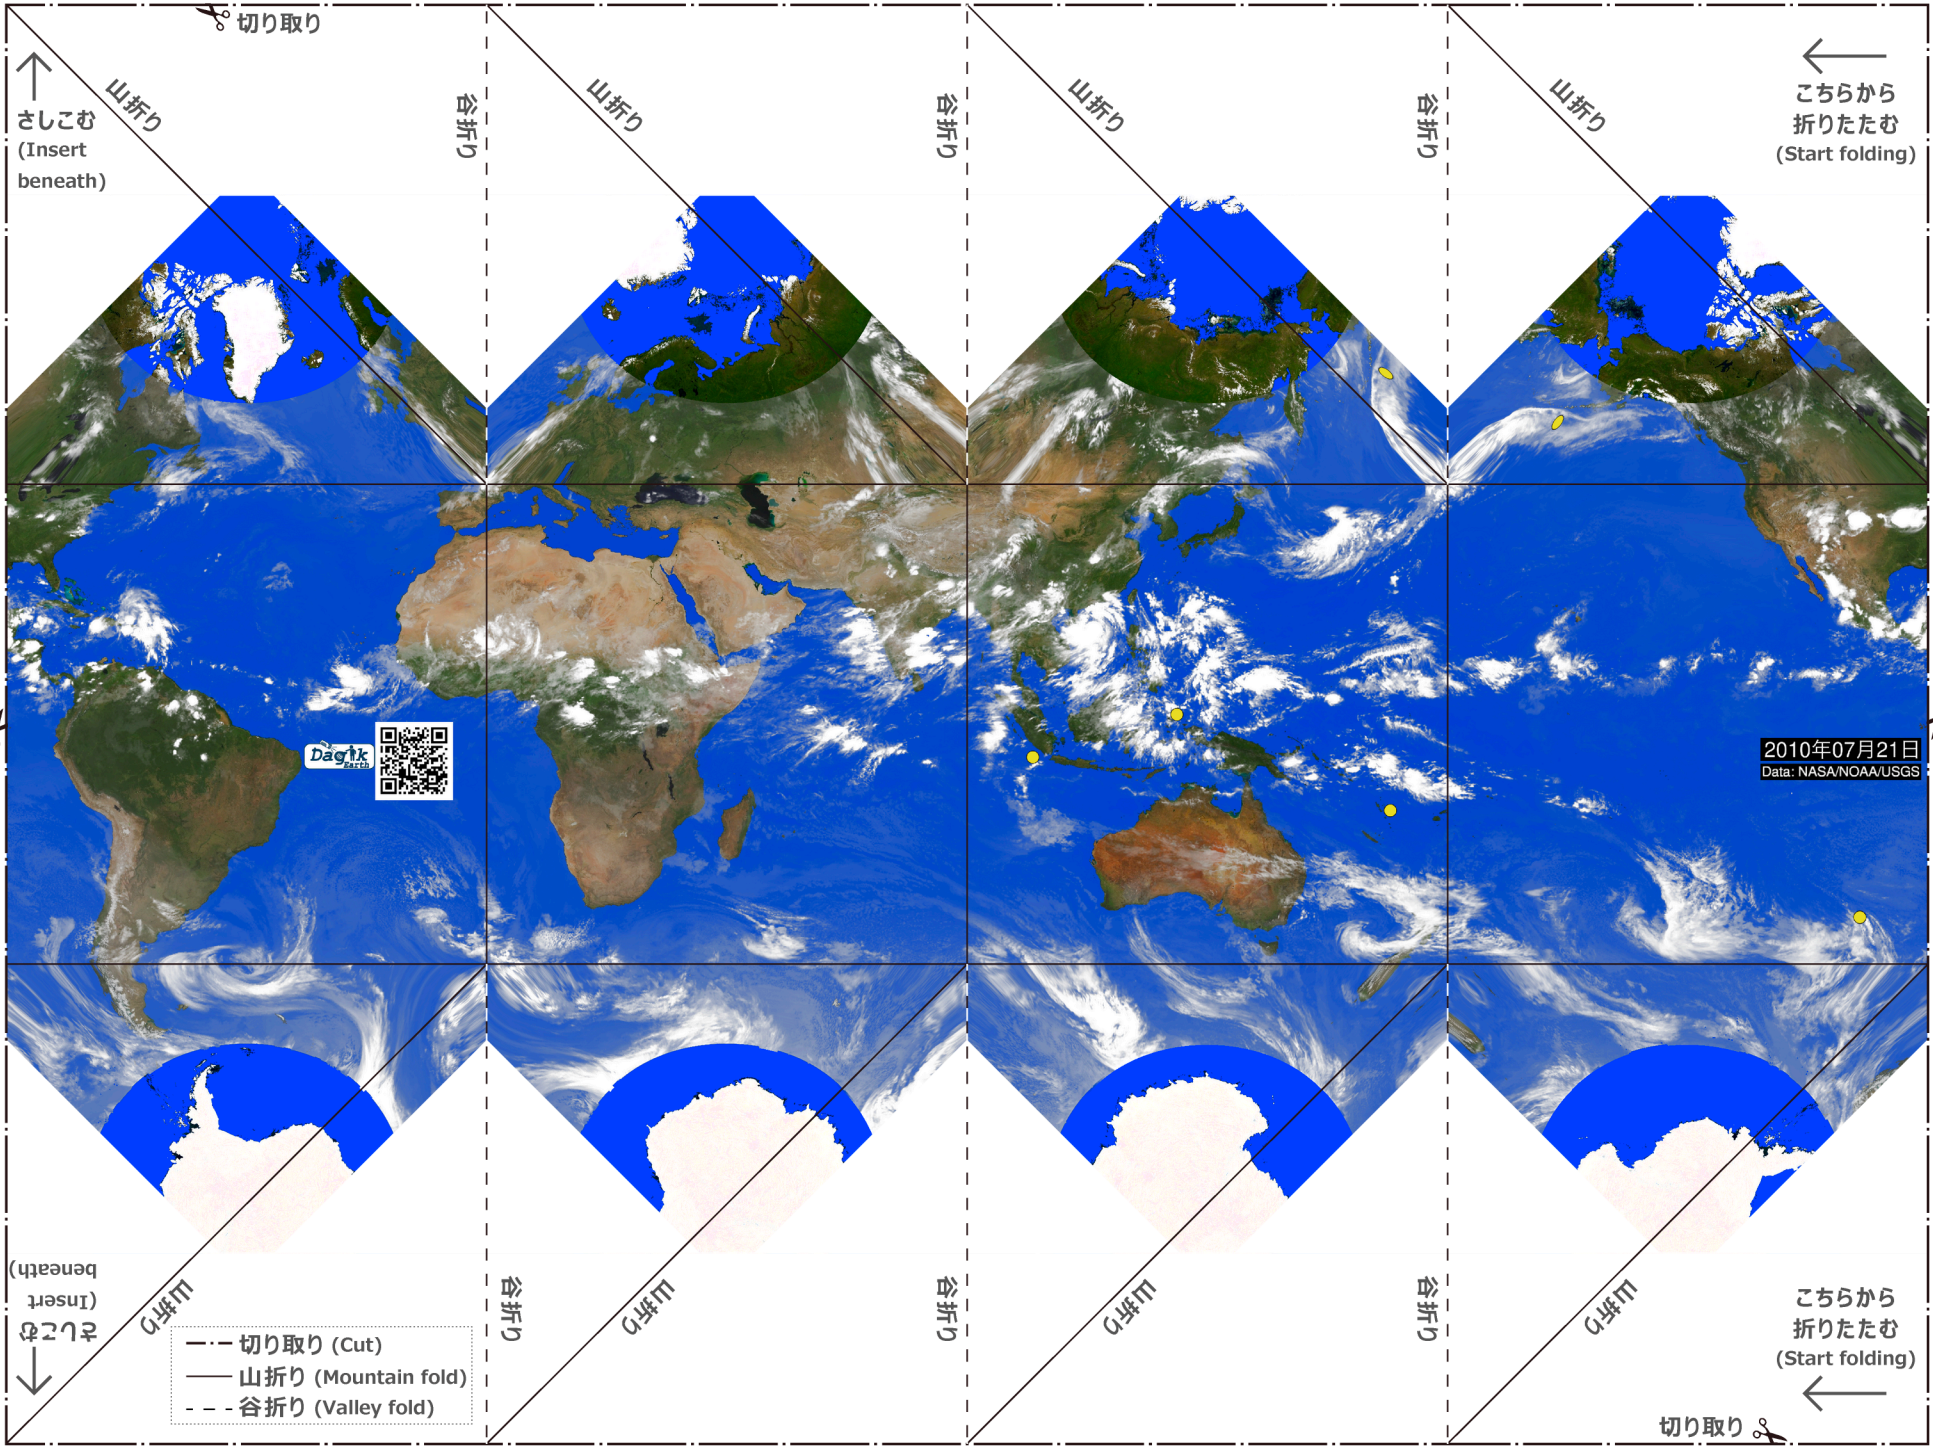 切り取り
山折り
谷折り
山折り
谷折り
山折り
谷折り
山折り
さしこむ
(Insert
beneath)
こちらから
折りたたむ
(Start folding)
Dagik
Earth
2010年07月21日
Data: NASA/NOAA/USGS
さしこむ
(Insert
beneath)
山折り
谷折り
山折り
谷折り
山折り
谷折り
山折り
こちらから
折りたたむ
(Start folding)
切り取り (Cut)
山折り (Mountain fold)
谷折り (Valley fold)
切り取り